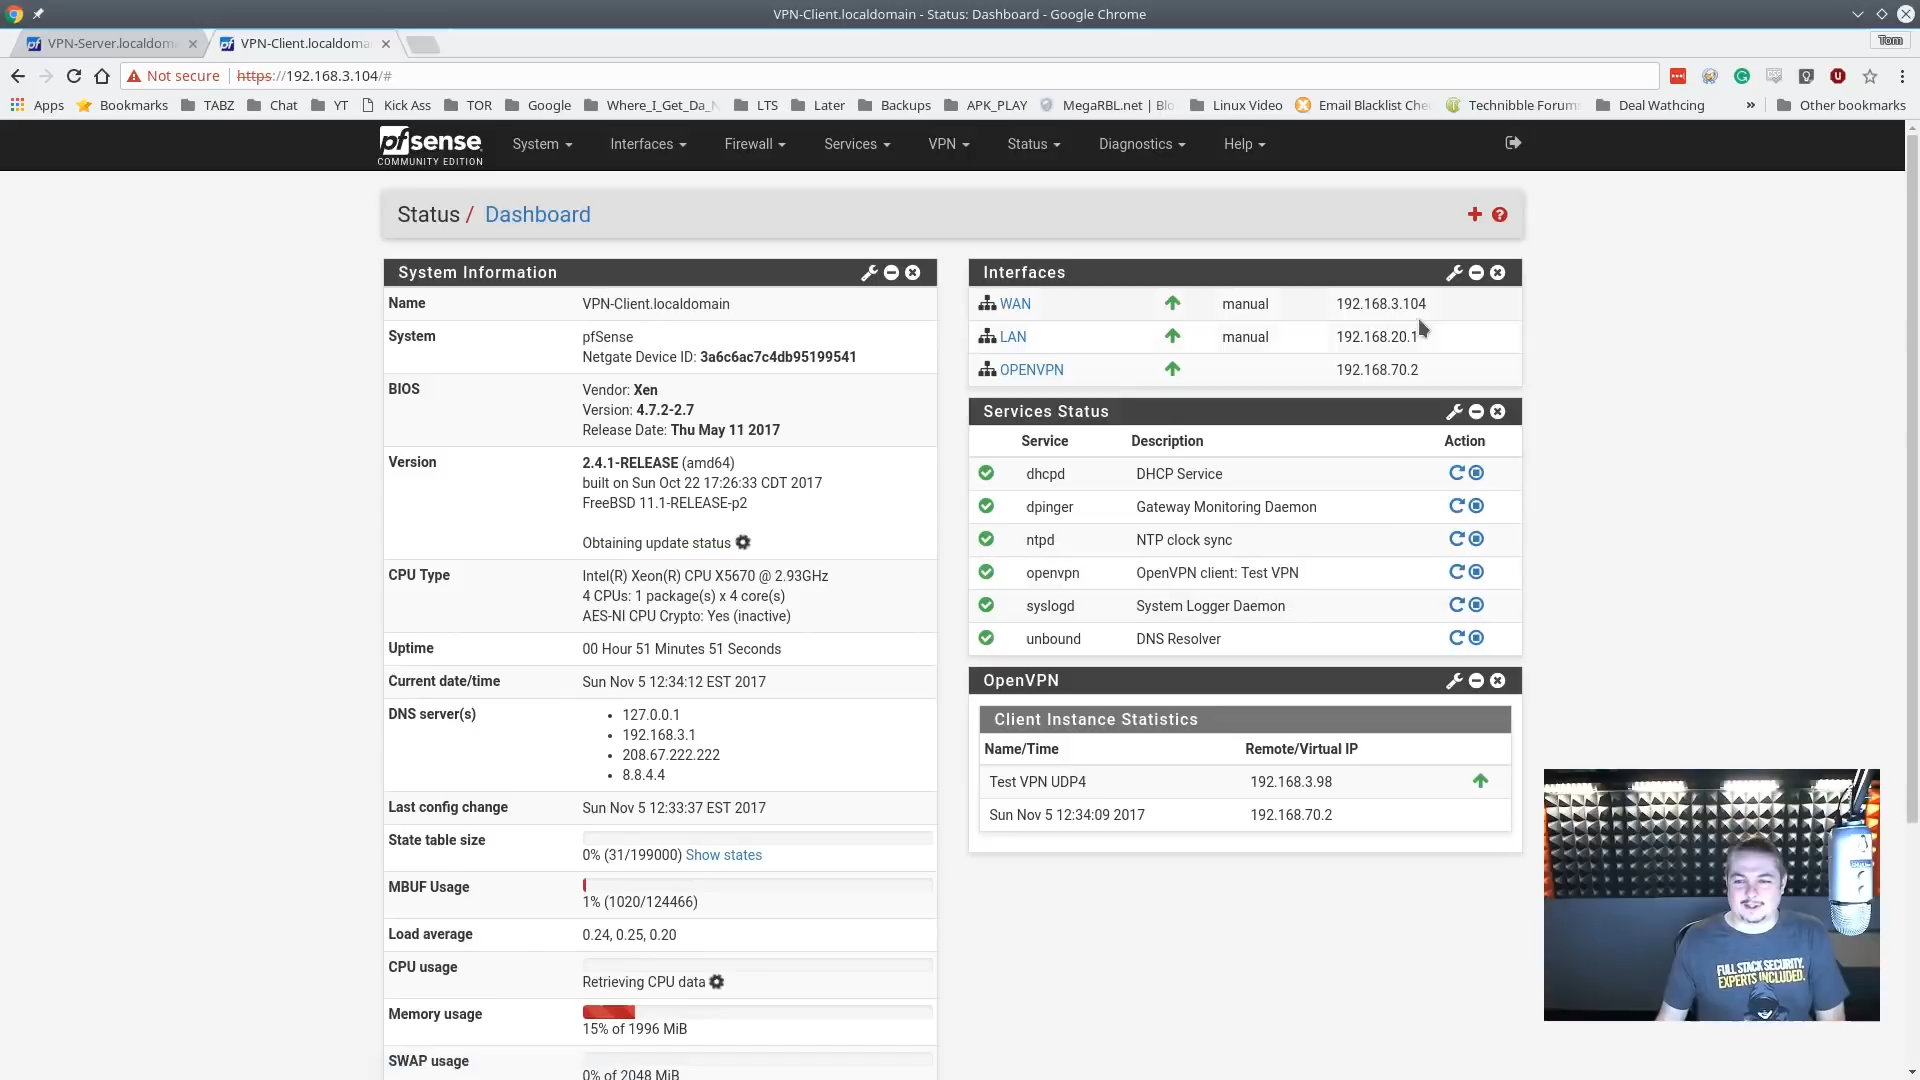 VPN-Client.localdomain - Status: Dashboard - Google Chrome
VPN-Server.localdom
VPN-Client.localdoma
Tom
Not secure
https://192.168.3.104/#
Apps
Bookmarks
TABZ
Chat
YT
Kick Ass
TOR
Google
Where_I_Get_Da_
LTS
Later
Backups
APK_PLAY
MegaRBL.net | Blo
Linux Video
Email Blacklist Che
Technibble Forum
Deal Wathcing
»
Other bookmarks
pfsense
COMMUNITY EDITION
System
Interfaces
Firewall
Services
VPN
Status
Diagnostics
Help
Status / Dashboard
System Information
Name
VPN-Client.localdomain
System
pfSense
Netgate Device ID: 3a6c6ac7c4db95199541
BIOS
Vendor: Xen
Version: 4.7.2-2.7
Release Date: Thu May 11 2017
Version
2.4.1-RELEASE (amd64)
built on Sun Oct 22 17:26:33 CDT 2017
FreeBSD 11.1-RELEASE-p2
Obtaining update status
CPU Type
Intel(R) Xeon(R) CPU X5670 @ 2.93GHz
4 CPUs: 1 package(s) x 4 core(s)
AES-NI CPU Crypto: Yes (inactive)
Uptime
00 Hour 51 Minutes 51 Seconds
Current date/time
Sun Nov 5 12:34:12 EST 2017
DNS server(s)
127.0.0.1
192.168.3.1
208.67.222.222
8.8.4.4
Last config change
Sun Nov 5 12:33:37 EST 2017
State table size
0% (31/199000) Show states
MBUF Usage
1% (1020/124466)
Load average
0.24, 0.25, 0.20
CPU usage
Retrieving CPU data
Memory usage
15% of 1996 MiB
SWAP usage
0% of 2048 MiB
Interfaces
WAN manual 192.168.3.104
LAN manual 192.168.20.1
OPENVPN 192.168.70.2
Services Status
Service Description Action
dhcpd DHCP Service
dpinger Gateway Monitoring Daemon
ntpd NTP clock sync
openvpn OpenVPN client: Test VPN
syslogd System Logger Daemon
unbound DNS Resolver
OpenVPN
Client Instance Statistics
Name/Time Remote/Virtual IP
Test VPN UDP4 192.168.3.98
Sun Nov 5 12:34:09 2017 192.168.70.2
FULL STACK SECURITY.
EXPERTS INCLUDED.